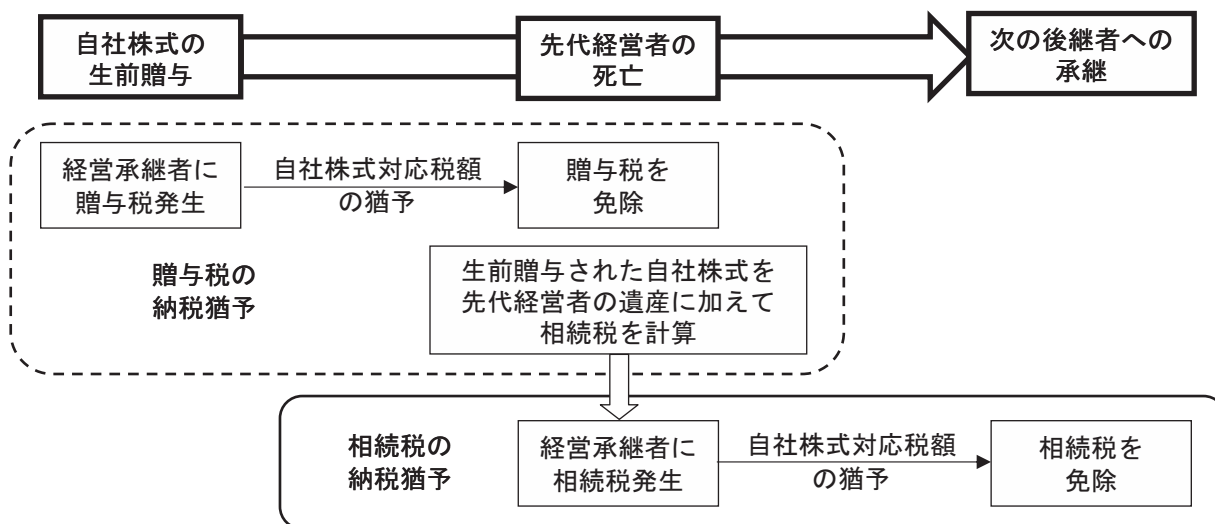 自社株式の
生前贈与
先代経営者の
死亡
次の後継者への
承継
経営承継者に
贈与税発生
自社株式対応税額
の猶予
贈与税を
免除
贈与税の
納税猶予
生前贈与された自社株式を
先代経営者の遺産に加えて
相続税を計算
相続税の
納税猶予
経営承継者に
相続税発生
自社株式対応税額
の猶予
相続税を
免除